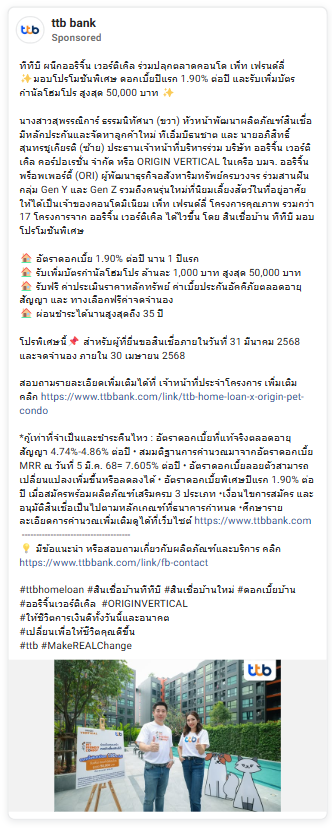 ttb bank
Sponsored
ทีทีบี ผนึกออริจิ้น เวอร์ติเคิล ร่วมปลุกตลาดคอนโด เพ็ท เฟรนด์ลี่
✨มอบโปรโมชันพิเศษ ดอกเบี้ยปีแรก 1.90% ต่อปี และรับเพิ่มบัตร
กำนัลโฮมโปร สูงสุด 50,000 บาท ✨
นางสาวสุพรรณิการ์ ธรรมนิทัศนา (ขวา) หัวหน้าพัฒนาผลิตภัณฑ์สินเชื่อ
มีหลักประกันและจัดหาลูกค้าใหม่ ทีเอ็มบีธนชาต และ นายอภิสิทธิ์
สุนทรชูเกียรติ (ซ้าย) ประธานเจ้าหน้าที่บริหารร่วม บริษัท ออริจิ้น เวอร์ติ
เคิล คอร์ปอเรชั่น จำกัด หรือ ORIGIN VERTICAL ในเครือ บมจ. ออริจิ้น
พร็อพเพอร์ตี้ (ORI) ผู้พัฒนาธุรกิจอสังหาริมทรัพย์ครบวงจร ร่วมสานฝัน
กลุ่ม Gen Y และ Gen Z รวมถึงคนรุ่นใหม่ที่นิยมเลี้ยงสัตว์ในที่อยู่อาศัย
ให้ได้เป็นเจ้าของคอนโดมิเนียม เพ็ท เฟรนด์ลี่ โครงการคุณภาพ รวมกว่า
17 โครงการจาก ออริจิ้น เวอร์ติเคิล ได้ไวขึ้น โดย สินเชื่อบ้าน ทีทีบี มอบ
โปรโมชันพิเศษ
🏠 อัตราดอกเบี้ย 1.90% ต่อปี นาน 1 ปีแรก
🏠 รับเพิ่มบัตรกำนัลโฮมโปร ล้านละ 1,000 บาท สูงสุด 50,000 บาท
🏠 รับฟรี ค่าประเมินราคาหลักทรัพย์ ค่าเบี้ยประกันอัคคีภัยตลอดอายุ
สัญญา และ ทางเลือกฟรีค่าจดจำนอง
🏠 ผ่อนชำระได้นานสูงสุดถึง 35 ปี
โปรพิเศษนี้ 📌 สำหรับผู้ที่ยื่นขอสินเชื่อภายในวันที่ 31 มีนาคม 2568
และจดจำนอง ภายใน 30 เมษายน 2568
สอบถามรายละเอียดเพิ่มเติมได้ที่ เจ้าหน้าที่ประจำโครงการ เพิ่มเติม
คลิก https://www.ttbbank.com/link/ttb-home-loan-x-origin-pet-
condo
*กู้เท่าที่จำเป็นและชำระคืนไหว : อัตราดอกเบี้ยที่แท้จริงตลอดอายุ
สัญญา 4.74%-4.86% ต่อปี • สมมติฐานการคำนวณมาจากอัตราดอกเบี้ย
MRR ณ วันที่ 5 มี.ค. 68= 7.605% ต่อปี • อัตราดอกเบี้ยลอยตัวสามารถ
เปลี่ยนแปลงเพิ่มขึ้นหรือลดลงได้ • อัตราดอกเบี้ยพิเศษปีแรก 1.90% ต่อ
ปี เมื่อสมัครพร้อมผลิตภัณฑ์เสริมครบ 3 ประเภท •เงื่อนไขการสมัคร และ
อนุมัติสินเชื่อเป็นไปตามหลักเกณฑ์ที่ธนาคารกำหนด •ศึกษาราย
ละเอียดการคำนวณเพิ่มเติมดูได้ที่เว็บไซต์ https://www.ttbbank.com
------------------------------------
💡 มีข้อแนะนำ หรือสอบถามเกี่ยวกับผลิตภัณฑ์และบริการ คลิก
https://www.ttbbank.com/link/fb-contact
#ttbhomeloan #สินเชื่อบ้านทีทีบี #สินเชื่อบ้านใหม่ #ดอกเบี้ยบ้าน
#ออริจิ้นเวอร์ติเคิล #ORIGINVERTICAL
#ให้ชีวิตการเงินดีทั้งวันนี้และอนาคต
#เปลี่ยนเพื่อให้ชีวิตคุณดีขึ้น
#ttb #MakeREALChange
ttb
ttb